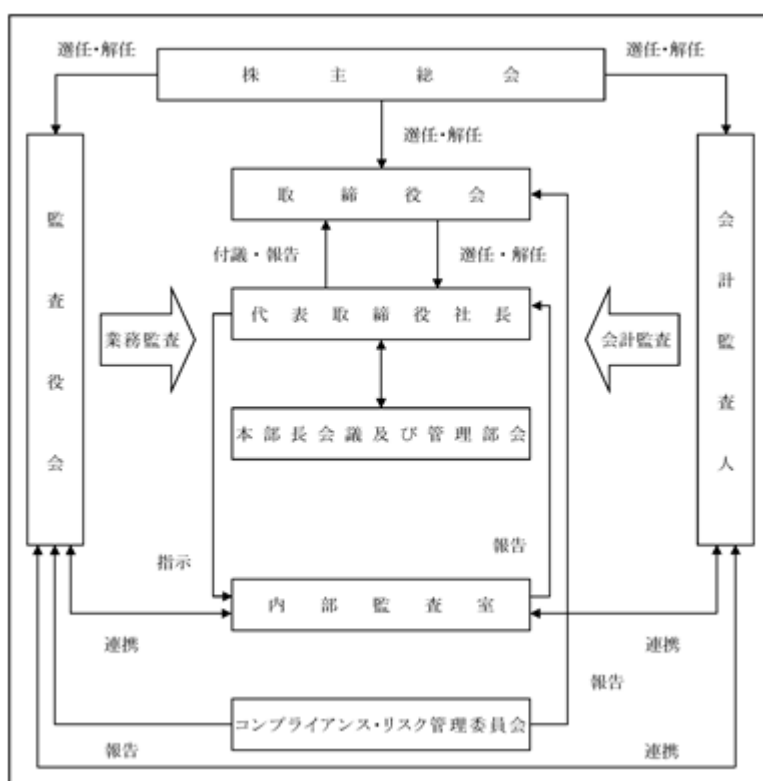 選任・解任
選任・解任
株主総会
選任・解任
取締役会
監査役会
会計監査人
付議・報告
選任・解任
代表取締役社長
業務監査
会計監査
本部長会議及び管理部会
指示
報告
内部監査室
連携
連携
報告
コンプライアンス・リスク管理委員会
報告
連携